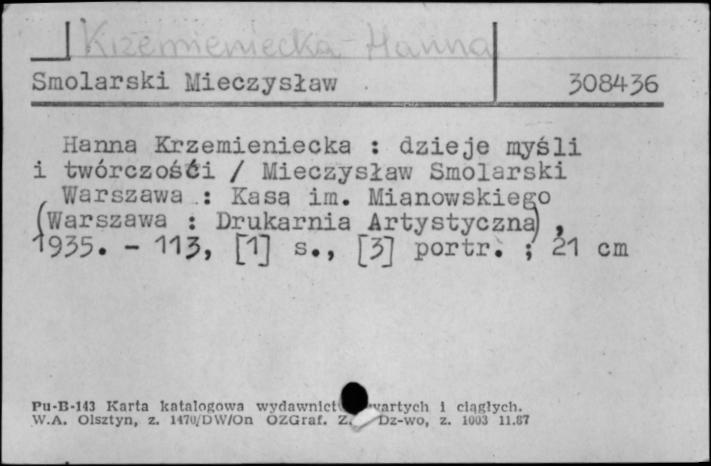 Krzemieniecka Hanna
Smolarski Mieczysław
308436
Hanna Krzemieniecka : dzieje myśli
i twórczości / Mieczysław Smolarski
Warszawa : Kasa im. Mianowskiego
(Warszawa : Drukarnia Artystyczna) ,
1935. - 113, [1] s., [3] portr. ; 21 cm
Pu-B-143 Karta katalogowa wydawnict wartych i ciągłych.
W.A. Olsztyn, z. 1470/DW/On OZGraf. Z. Dz-wo, z. 1003 11.87